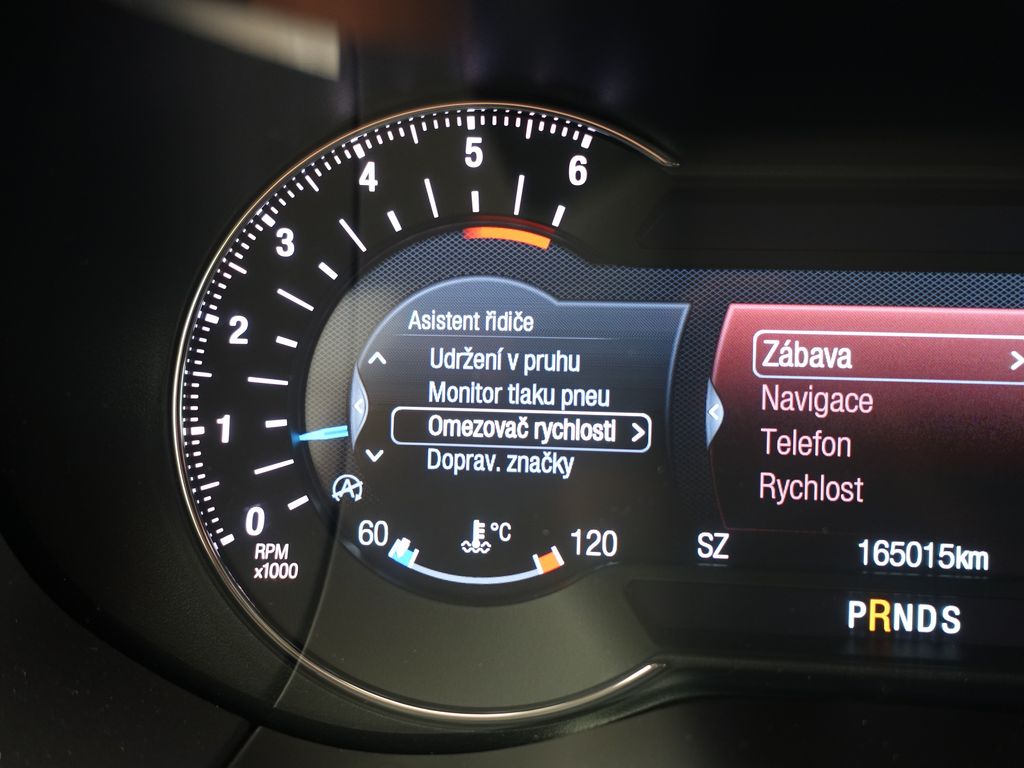 6
5
4
3
2
1
0
RPM
x1000
Asistent řidiče
Udržení v pruhu
Monitor tlaku pneu
Omezovač rychlosti
Doprav. značky
60 °C 120
Zábava
Navigace
Telefon
Rychlost
SZ 165015km
PRNDS